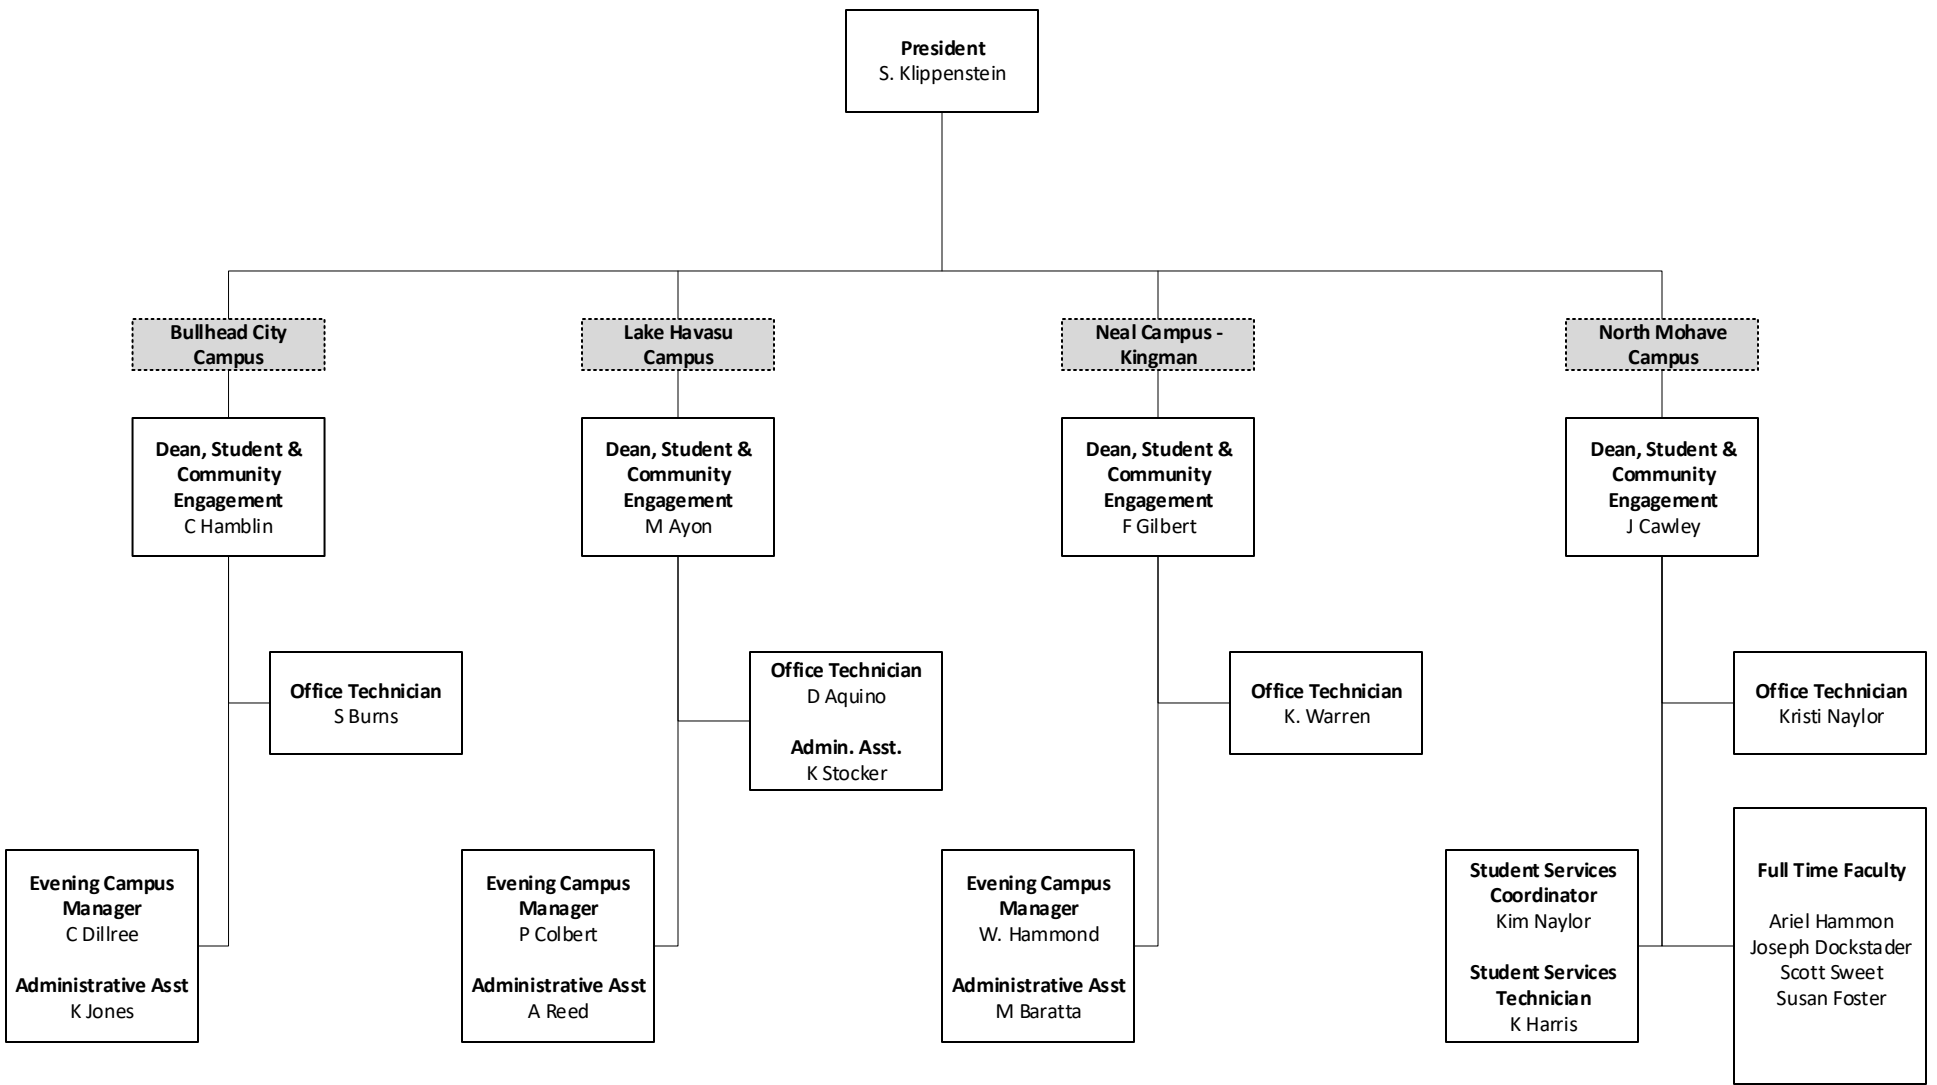 President
S. Klippenstein
Bullhead City
Campus
Lake Havasu
Campus
Neal Campus -
Kingman
North Mohave
Campus
Dean, Student &
Community
Engagement
C Hamblin
Dean, Student &
Community
Engagement
M Ayon
Dean, Student &
Community
Engagement
F Gilbert
Dean, Student &
Community
Engagement
J Cawley
Office Technician
S Burns
Office Technician
D Aquino
Admin. Asst.
K Stocker
Office Technician
K. Warren
Office Technician
Kristi Naylor
Evening Campus
Manager
C Dillree
Administrative Asst
K Jones
Evening Campus
Manager
P Colbert
Administrative Asst
A Reed
Evening Campus
Manager
W. Hammond
Administrative Asst
M Baratta
Student Services
Coordinator
Kim Naylor
Student Services
Technician
K Harris
Full Time Faculty
Ariel Hammon
Joseph Dockstader
Scott Sweet
Susan Foster